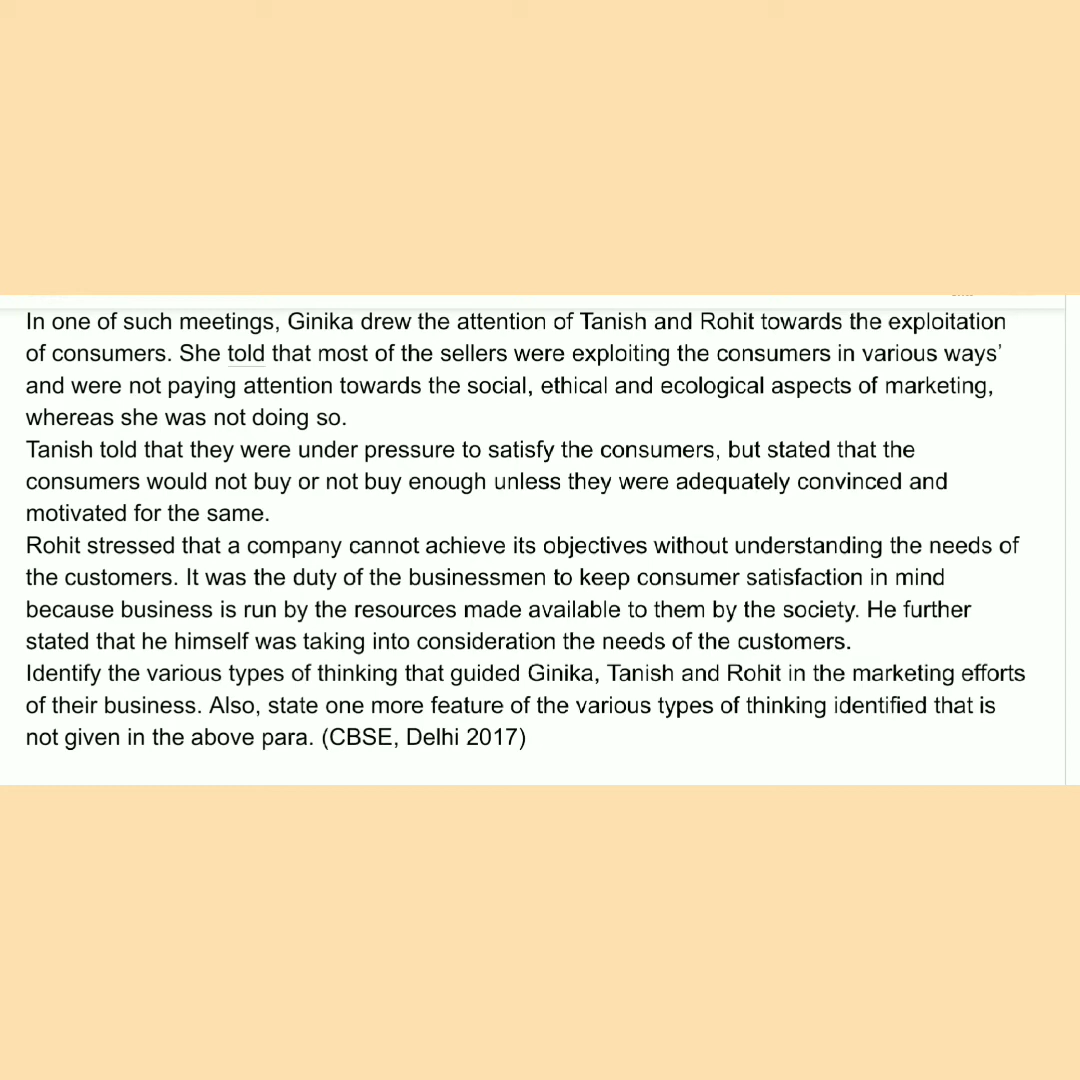 In one of such meetings, Ginika drew the attention of Tanish and Rohit towards the exploitation
of consumers. She told that most of the sellers were exploiting the consumers in various ways’
and were not paying attention towards the social, ethical and ecological aspects of marketing,
whereas she was not doing so.
Tanish told that they were under pressure to satisfy the consumers, but stated that the
consumers would not buy or not buy enough unless they were adequately convinced and
motivated for the same.
Rohit stressed that a company cannot achieve its objectives without understanding the needs of
the customers. It was the duty of the businessmen to keep consumer satisfaction in mind
because business is run by the resources made available to them by the society. He further
stated that he himself was taking into consideration the needs of the customers.
Identify the various types of thinking that guided Ginika, Tanish and Rohit in the marketing efforts
of their business. Also, state one more feature of the various types of thinking identified that is
not given in the above para. (CBSE, Delhi 2017)